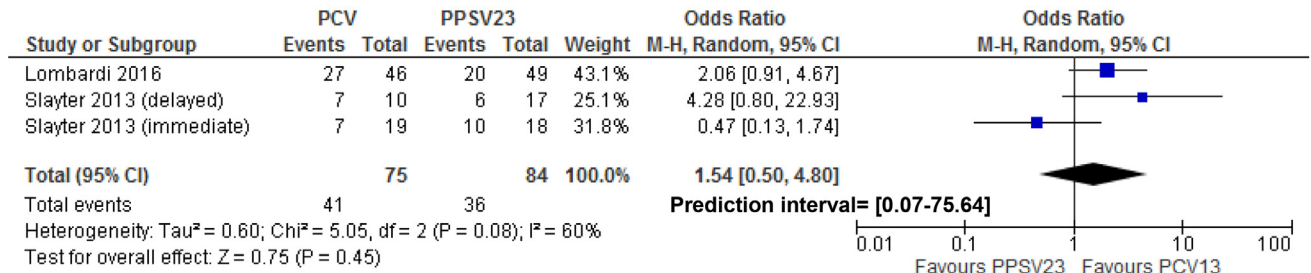 PCV PPSV23 Odds Ratio Odds Ratio
Study or Subgroup Events Total Events Total Weight M-H, Random, 95% CI M-H, Random, 95% CI
Lombardi 2016 27 46 20 49 43.1% 2.06 [0.91, 4.67]
Slayter 2013 (delayed) 7 10 6 17 25.1% 4.28 [0.80, 22.93]
Slayter 2013 (immediate) 7 19 10 18 31.8% 0.47 [0.13, 1.74]
Total (95% CI) 75 84 100.0% 1.54 [0.50, 4.80]
Total events 41 36 Prediction interval= [0.07-75.64]
Heterogeneity: Tau² = 0.60; Chi² = 5.05, df = 2 (P = 0.08); I² = 60%
Test for overall effect: Z = 0.75 (P = 0.45)
0.01 0.1 1 10 100
Favours PPSV23 Favours PCV13